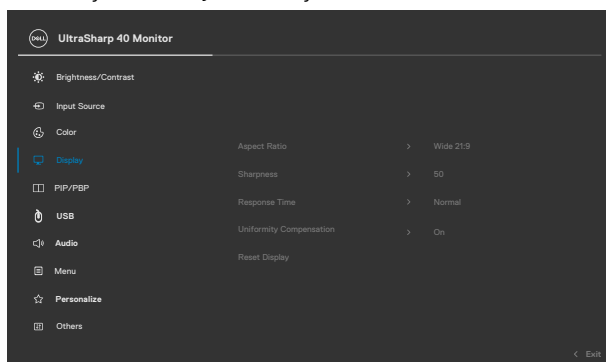 DELL UltraSharp 40 Monitor
Brightness/Contrast
Input Source
Color
Aspect Ratio > Wide 21:9
Display
Sharpness > 50
PIP/PBP
Response Time > Normal
USB
Uniformity Compensation > On
Audio
Reset Display
Menu
Personalize
Others
< Exit